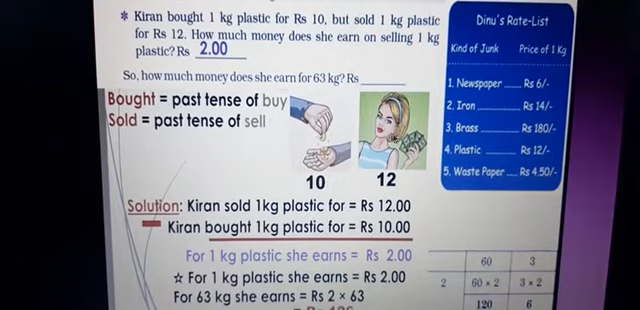 * Kiran bought 1 kg plastic for Rs 10, but sold 1 kg plastic
for Rs 12. How much money does she earn on selling 1 kg
plastic? Rs 2.00
So, how much money does she earn for 63 kg? Rs
Bought = past tense of buy
Sold = past tense of sell
10 12
Solution: Kiran sold 1kg plastic for = Rs 12.00
Kiran bought 1kg plastic for = Rs 10.00
For 1 kg plastic she earns = Rs 2.00
☆ For 1 kg plastic she earns = Rs 2.00
For 63 kg she earns = Rs 2 × 63
Dinu's Rate-List
Kind of Junk Price of 1 Kg
1. Newspaper ...... Rs 6/-
2. Iron .............. Rs 14/-
3. Brass ............. Rs 180/-
4. Plastic .......... Rs 12/-
5. Waste Paper .... Rs 4.50/-
60 3
2 60 × 2 3 × 2
120 6